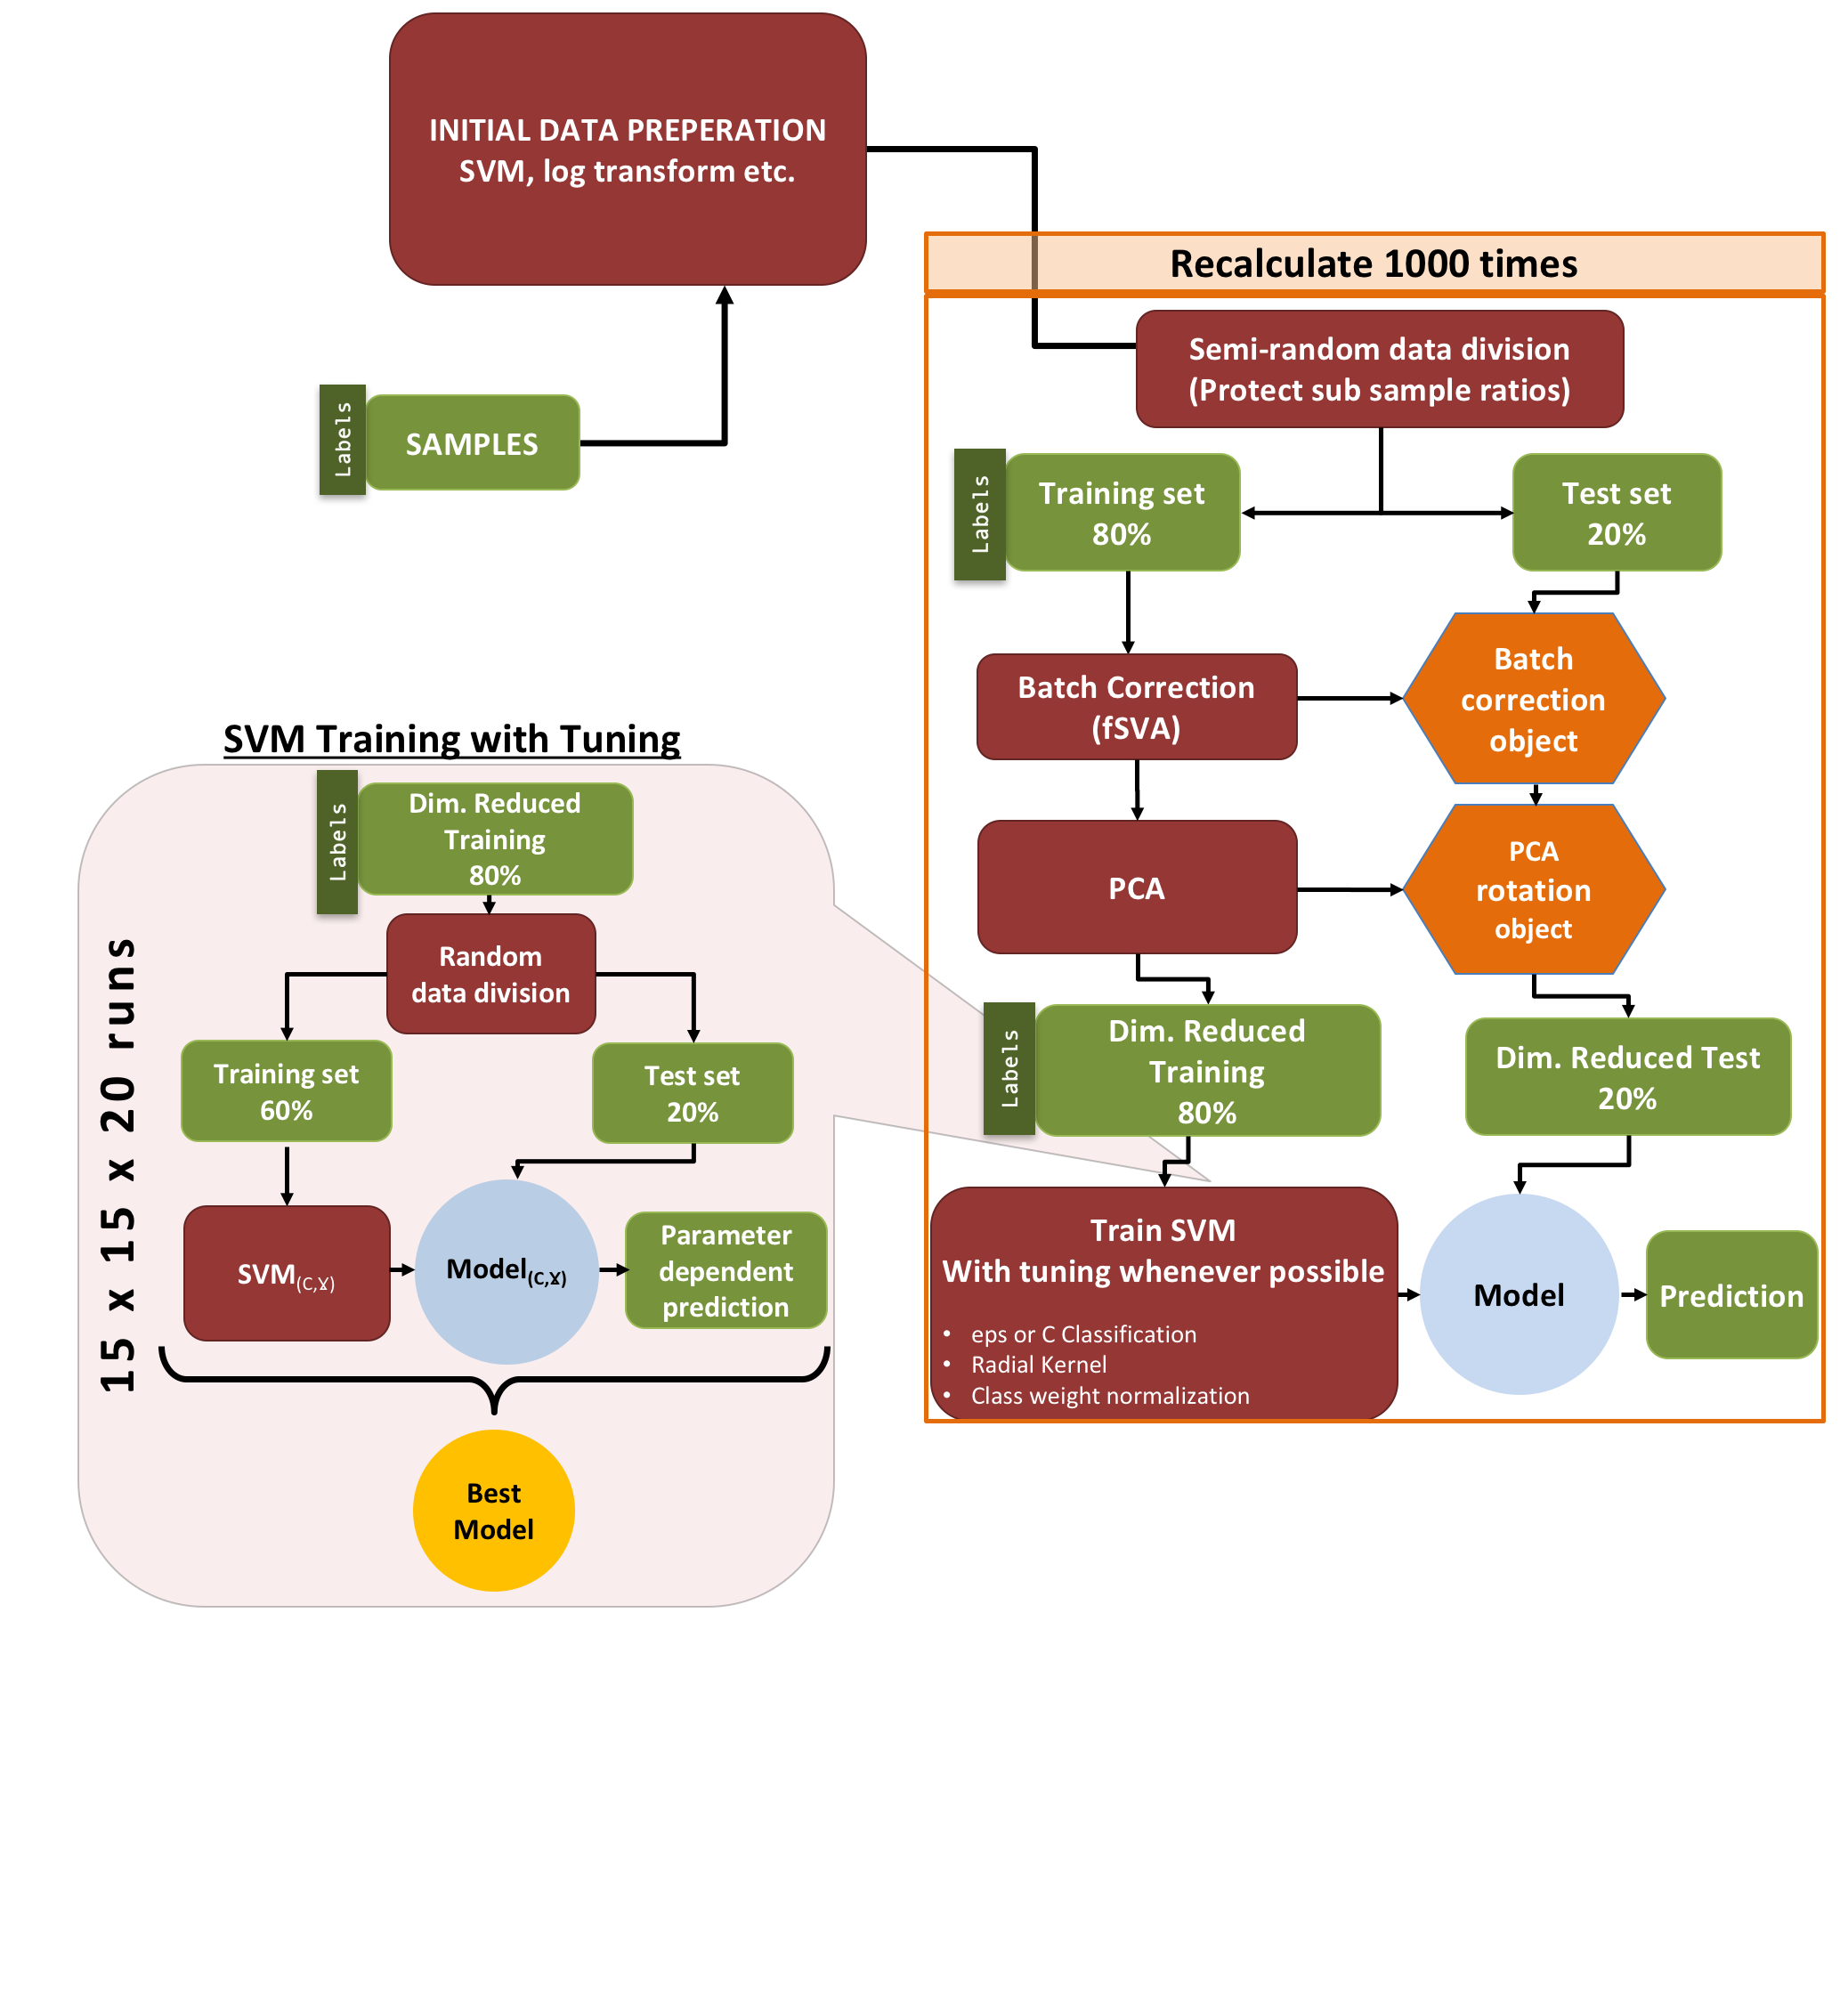 INITIAL DATA PREPERATION
SVM, log transform etc.
Recalculate 1000 times
Semi-random data division
(Protect sub sample ratios)
Labels
SAMPLES
Labels
Training set
80%
Test set
20%
Batch Correction
(fSVA)
Batch
correction
object
PCA
PCA
rotation
object
Labels
Dim. Reduced
Training
80%
Dim. Reduced Test
20%
Train SVM
With tuning whenever possible
• eps or C Classification
• Radial Kernel
• Class weight normalization
Model
Prediction
SVM Training with Tuning
15 x 15 x 20 runs
Labels
Dim. Reduced
Training
80%
Random
data division
Training set
60%
Test set
20%
SVM(C,ɣ)
Model(C,ɣ)
Parameter
dependent
prediction
Best
Model